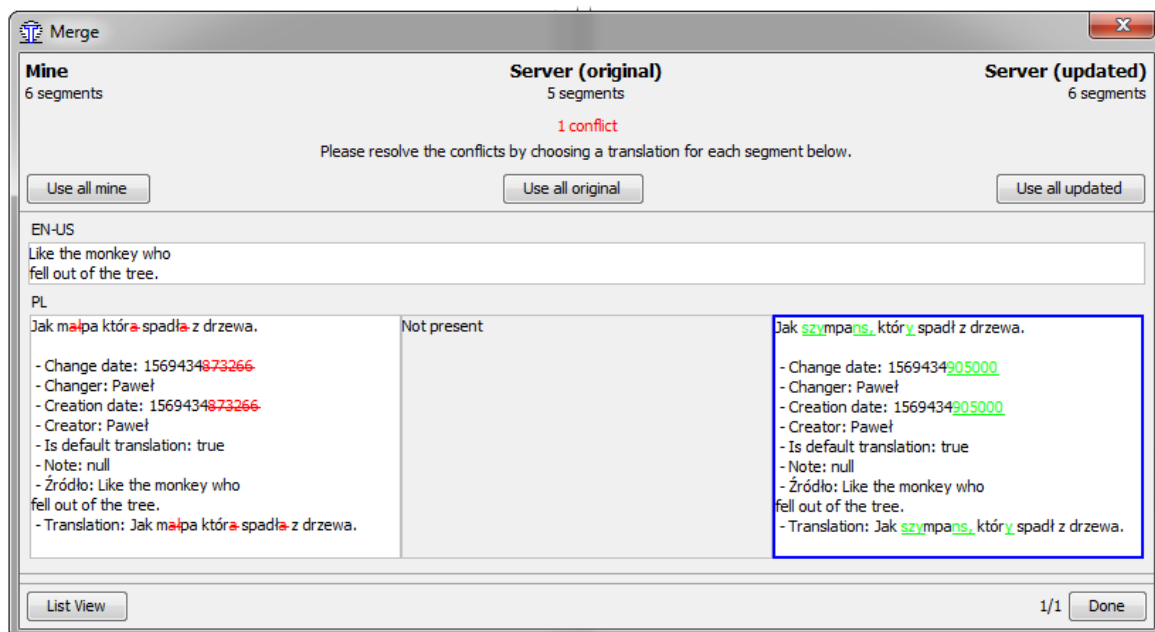 Merge
Mine
Server (original)
Server (updated)
6 segments
5 segments
6 segments
1 conflict
Please resolve the conflicts by choosing a translation for each segment below.
Use all mine
Use all original
Use all updated
EN-US
Like the monkey who
fell out of the tree.
PL
Jak małpa która spadła z drzewa.
- Change date: 1569434873266
- Changer: Paweł
- Creation date: 1569434873266
- Creator: Paweł
- Is default translation: true
- Note: null
- Źródło: Like the monkey who
fell out of the tree.
- Translation: Jak małpa która spadła z drzewa.
Not present
Jak szympans, który spadł z drzewa.
- Change date: 1569434905000
- Changer: Paweł
- Creation date: 1569434905000
- Creator: Paweł
- Is default translation: true
- Note: null
- Źródło: Like the monkey who
fell out of the tree.
- Translation: Jak szympans, który spadł z drzewa.
List View
1/1
Done